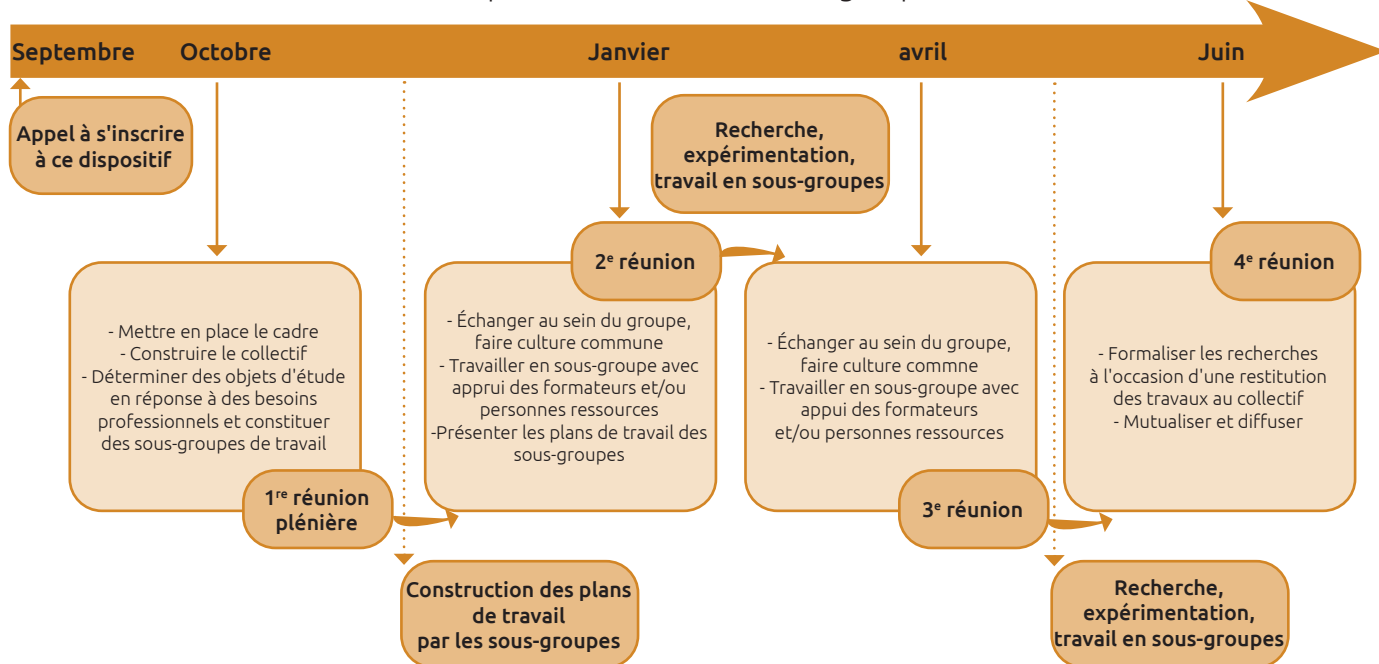 Septembre
Octobre
Janvier
avril
Juin
Appel à s'inscrire
à ce dispositif
Recherche,
expérimentation,
travail en sous-groupes
- Mettre en place le cadre
- Construire le collectif
- Déterminer des objets d'étude
en réponse à des besoins
professionnels et constituer
des sous-groupes de travail
1re réunion
plénière
2e réunion
- Échanger au sein du groupe,
faire culture commune
- Travailler en sous-groupe avec
apprui des formateurs et/ou
personnes ressources
-Présenter les plans de travail des
sous-groupes
- Échanger au sein du groupe,
faire culture commne
- Travailler en sous-groupe avec
appui des formateurs
et/ou personnes ressources
3e réunion
4e réunion
- Formaliser les recherches
à l'occasion d'une restitution
des travaux au collectif
- Mutualiser et diffuser
Construction des plans
de travail
par les sous-groupes
Recherche,
expérimentation,
travail en sous-groupes